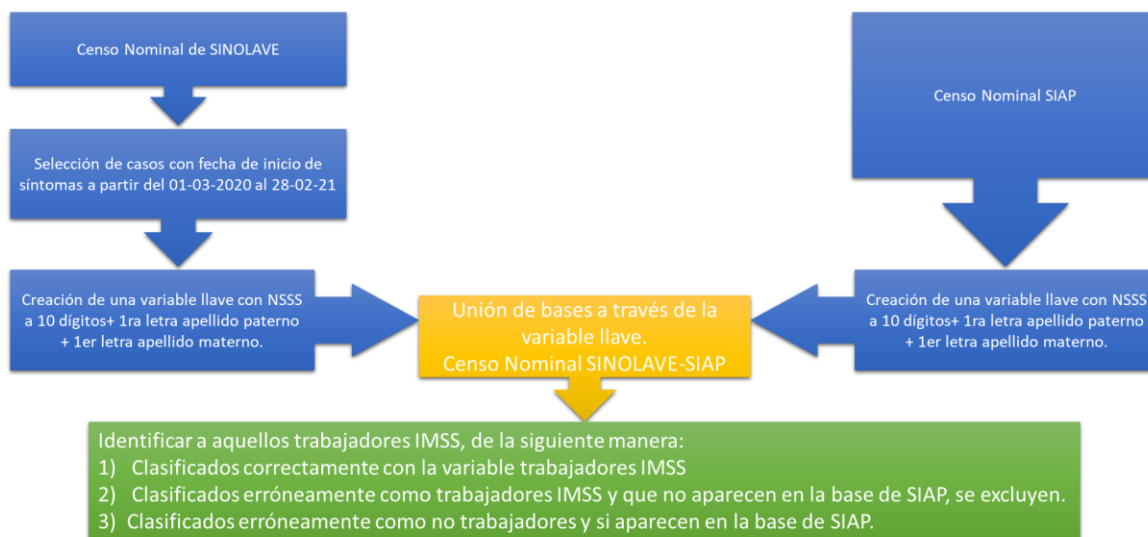 Censo Nominal de SINOLAVE
Censo Nominal SIAP
Selección de casos con fecha de inicio de
síntomas a partir del 01-03-2020 al 28-02-21
Creación de una variable llave con NSSS
a 10 dígitos+ 1ra letra apellido paterno
+ 1er letra apellido materno.
Unión de bases a través de la
variable llave.
Censo Nominal SINOLAVE-SIAP
Creación de una variable llave con NSSS
a 10 dígitos+ 1ra letra apellido paterno
+ 1er letra apellido materno.
Identificar a aquellos trabajadores IMSS, de la siguiente manera:
1) Clasificados correctamente con la variable trabajadores IMSS
2) Clasificados erróneamente como trabajadores IMSS y que no aparecen en la base de SIAP, se excluyen.
3) Clasificados erróneamente como no trabajadores y si aparecen en la base de SIAP.